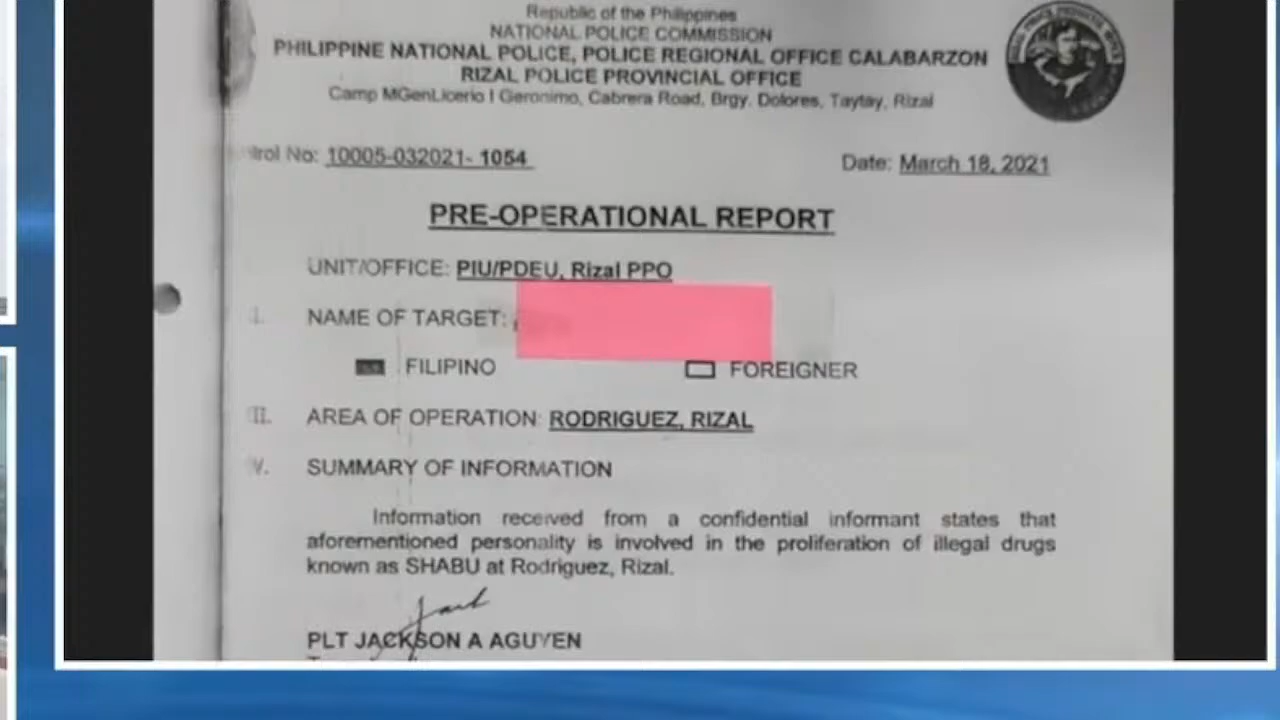 Republic of the Philippines
NATIONAL POLICE COMMISSION
PHILIPPINE NATIONAL POLICE, POLICE REGIONAL OFFICE CALABARZON
RIZAL POLICE PROVINCIAL OFFICE
Camp MGenLicerio I Geronimo, Cabrera Road, Brgy. Dolores, Taytay, Rizal
trol No: 10005-032021- 1054 Date: March 18, 2021
PRE-OPERATIONAL REPORT
UNIT/OFFICE: PIU/PDEU, Rizal PPO
I. NAME OF TARGET:
FILIPINO FOREIGNER
II. AREA OF OPERATION: RODRIGUEZ, RIZAL
V. SUMMARY OF INFORMATION
Information received from a confidential informant states that
aforementioned personality is involved in the proliferation of illegal drugs
known as SHABU at Rodriguez, Rizal.
PLT JACKSON A AGUYEN